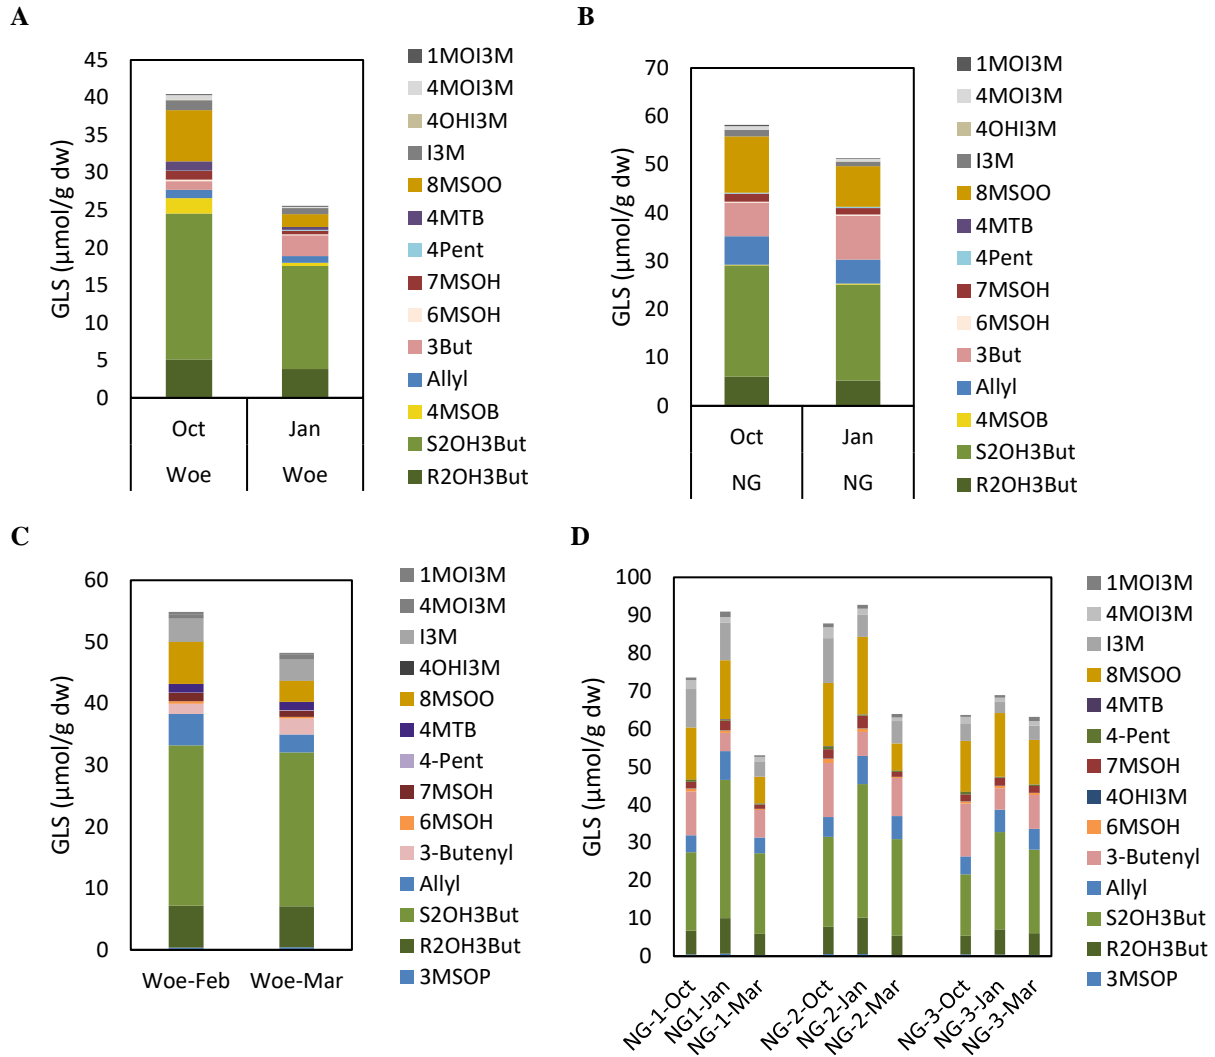 A
45
40
35
30
25
20
15
10
5
0
GLS (µmol/g dw)
Oct
Jan
Woe
Woe
1MOI3M
4MOI3M
4OHI3M
I3M
8MSOO
4MTB
4Pent
7MSOH
6MSOH
3But
Allyl
4MSOB
S2OH3But
R2OH3But
B
70
60
50
40
30
20
10
0
GLS (µmol/g dw)
Oct
Jan
NG
NG
1MOI3M
4MOI3M
4OHI3M
I3M
8MSOO
4MTB
4Pent
7MSOH
6MSOH
3But
Allyl
4MSOB
S2OH3But
R2OH3But
C
60
50
40
30
20
10
0
GLS (µmol/g dw)
Woe-Feb
Woe-Mar
1MOI3M
4MOI3M
I3M
4OHI3M
8MSOO
4MTB
4-Pent
7MSOH
6MSOH
3-Butenyl
Allyl
S2OH3But
R2OH3But
3MSOP
D
100
90
80
70
60
50
40
30
20
10
0
GLS (µmol/g dw)
NG-1-Oct
NG1-Jan
NG-1-Mar
NG-2-Oct
NG-2-Jan
NG-2-Mar
NG-3-Oct
NG-3-Jan
NG-3-Mar
1MOI3M
4MOI3M
I3M
8MSOO
4MTB
4-Pent
7MSOH
4OHI3M
6MSOH
3-Butenyl
Allyl
S2OH3But
R2OH3But
3MSOP